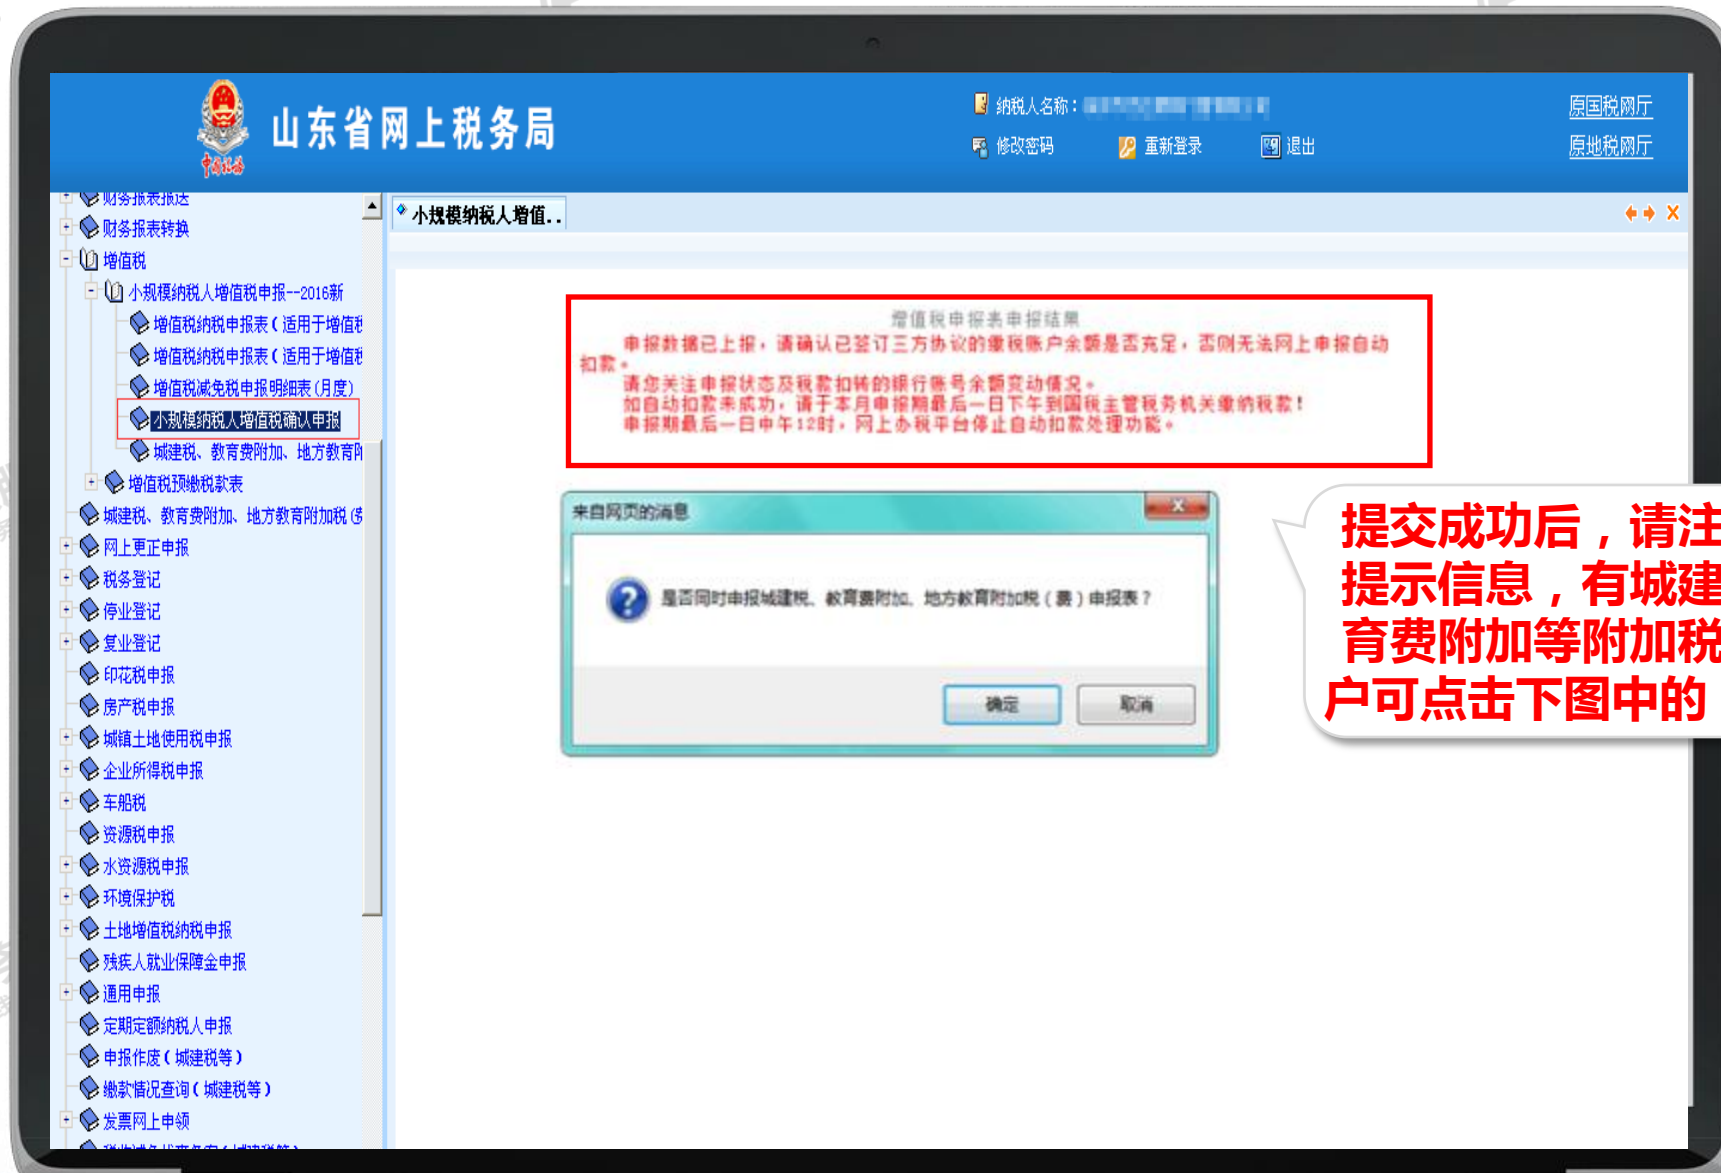 山东省网上税务局
中国税务
纳税人名称：
修改密码
重新登录
退出
原国税网厅
原地税网厅
财务报表报送
财务报表转换
增值税
小规模纳税人增值税申报--2016新
增值税纳税申报表(适用于增值税
增值税纳税申报表(适用于增值税
增值税减免税申报明细表(月度)
小规模纳税人增值税确认申报
城建税、教育费附加、地方教育附
增值税预缴税款表
城建税、教育费附加、地方教育附加税(费
网上更正申报
税务登记
停业登记
复业登记
印花税申报
房产税申报
城镇土地使用税申报
企业所得税申报
车船税
资源税申报
水资源税申报
环境保护税
土地增值税纳税申报
残疾人就业保障金申报
通用申报
定期定额纳税人申报
申报作废(城建税等)
缴款情况查询(城建税等)
发票网上申领
小规模纳税人增值..
增值税申报表申报结果
申报数据已上报，请确认已签订三方协议的缴税账户余额是否充足，否则无法网上申报自动
扣款。
请您关注申报状态及税款扣转的银行账号余额变动情况。
如自动扣款未成功，请于本月申报期最后一日下午到国税主管税务机关缴纳税款！
申报期最后一日中午12时，网上办税平台停止自动扣款处理功能。
来自网页的消息
是否同时申报城建税、教育费附加、地方教育附加税（费）申报表？
确定
取消
提交成功后，请注
提示信息，有城建
育费附加等附加税
户可点击下图中的